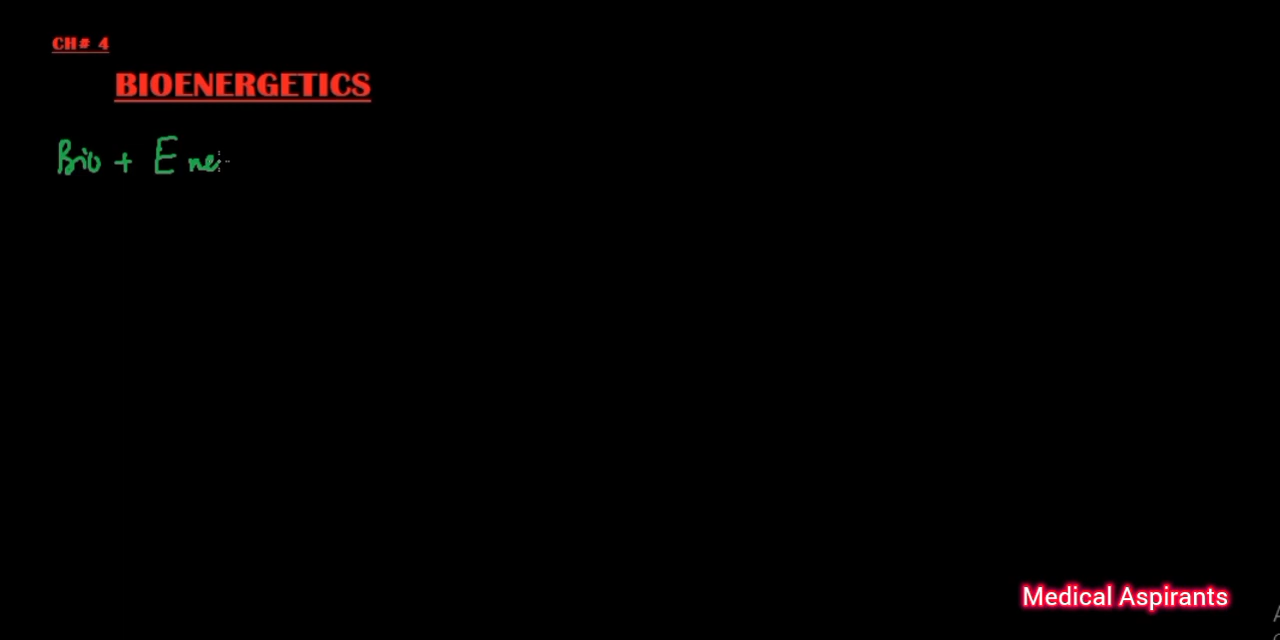 CH# 4
BIOENERGETICS
Bio + Ene
Medical Aspirants